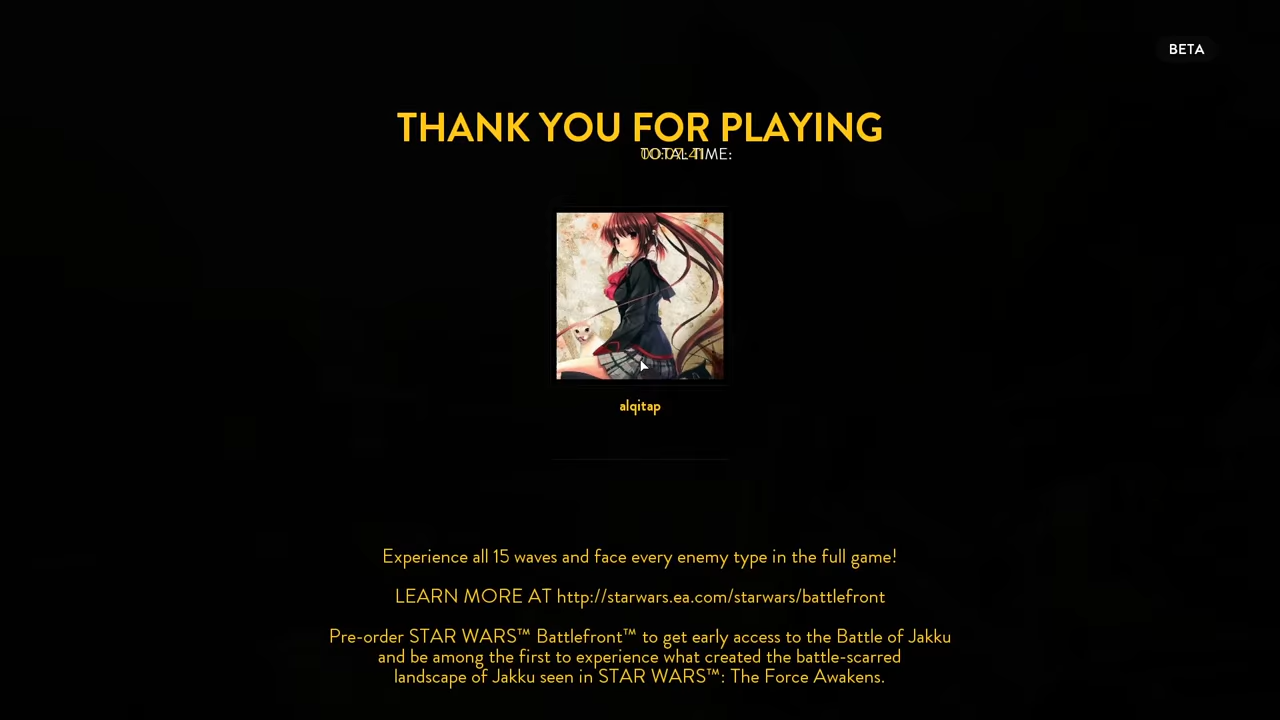 BETA
THANK YOU FOR PLAYING
TOTAL TIME:
alqitap
Experience all 15 waves and face every enemy type in the full game!
LEARN MORE AT http://starwars.ea.com/starwars/battlefront
Pre-order STAR WARS™ Battlefront™ to get early access to the Battle of Jakku
and be among the first to experience what created the battle-scarred
landscape of Jakku seen in STAR WARS™: The Force Awakens.